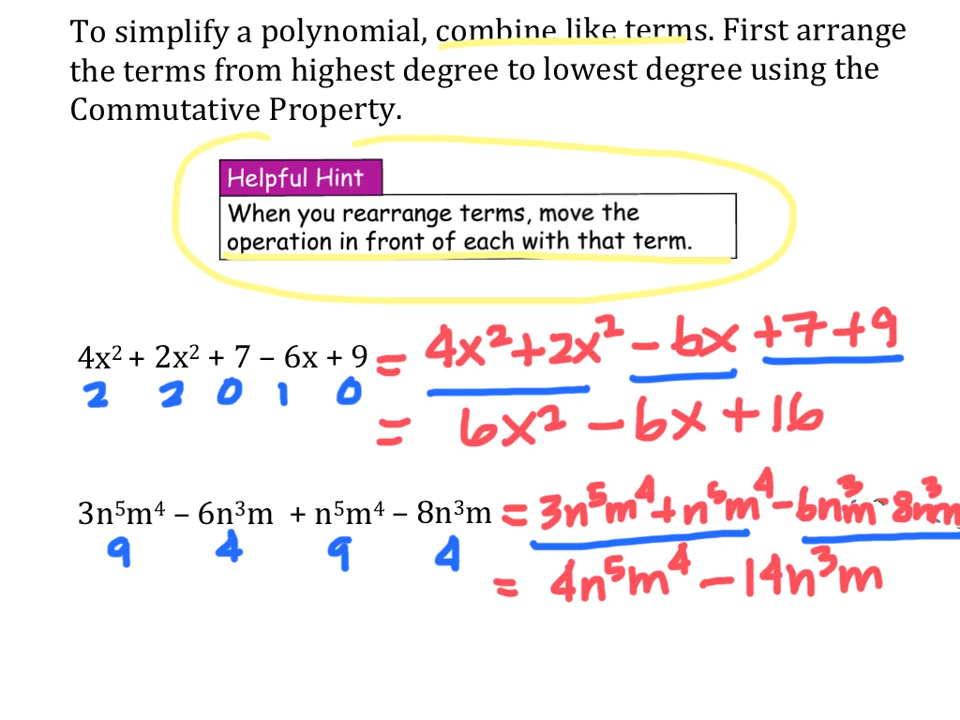 To simplify a polynomial, combine like terms. First arrange
the terms from highest degree to lowest degree using the
Commutative Property.
Helpful Hint
When you rearrange terms, move the
operation in front of each with that term.
4x² + 2x² + 7 – 6x + 9 = 4x²+2x² – 6x +7+9
2 2 0 1 0
= 6x² – 6x + 16
3n⁵m⁴ – 6n³m + n⁵m⁴ – 8n³m = 3n⁵m⁴+n⁵m⁴-6n³m-8n³m
9 4 9 4
= 4n⁵m⁴ – 14n³m